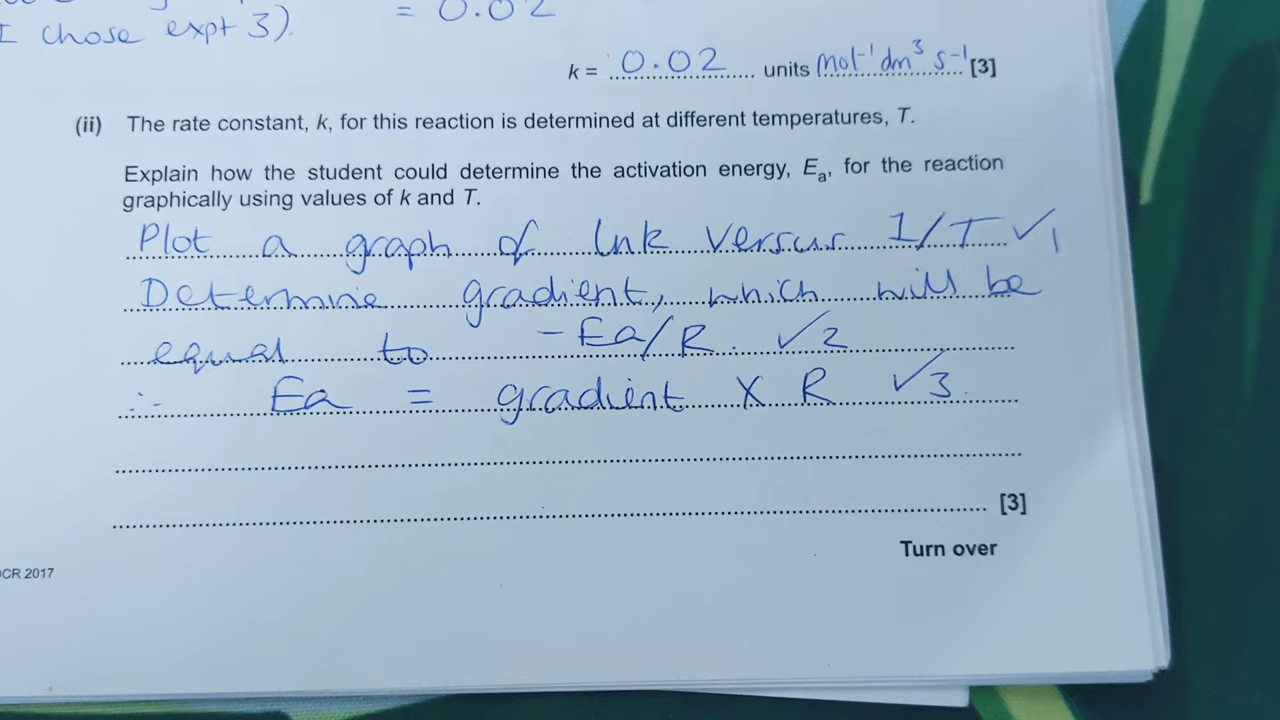 = 0.02
I chose expt 3).
k = 0.02 units mol⁻¹ dm³ s⁻¹ [3]
(ii) The rate constant, k, for this reaction is determined at different temperatures, T.
Explain how the student could determine the activation energy, Eₐ, for the reaction
graphically using values of k and T.
Plot a graph of lnk versus 1/T ✓1
Determine gradient, which will be
equal to -Ea/R. ✓2
∴ Ea = gradient X R ✓3.
[3]
Turn over
OCR 2017